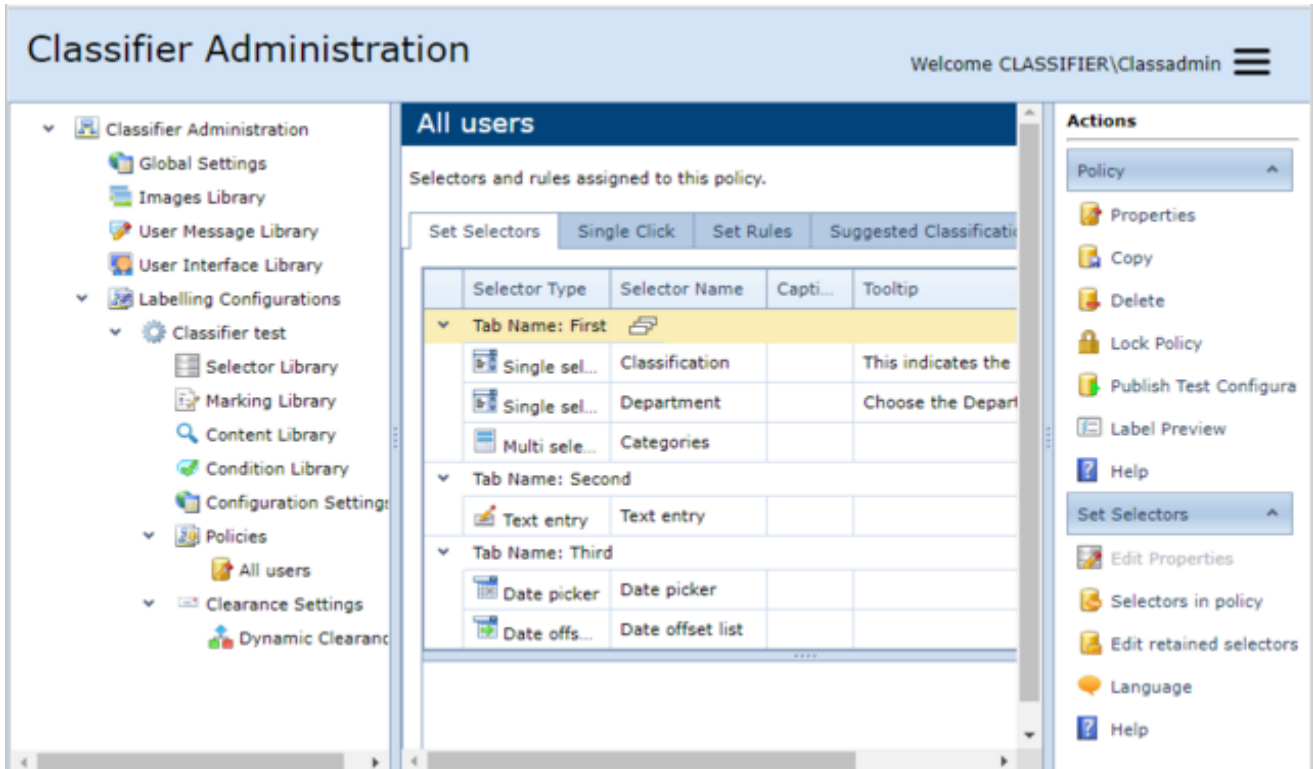 Classifier Administration
Welcome CLASSIFIER\Classadmin
Classifier Administration
Global Settings
Images Library
User Message Library
User Interface Library
Labelling Configurations
Classifier test
Selector Library
Marking Library
Content Library
Condition Library
Configuration Settings
Policies
All users
Clearance Settings
Dynamic Clearanc
All users
Selectors and rules assigned to this policy.
Set Selectors Single Click Set Rules Suggested Classificatio
Selector Type Selector Name Capti... Tooltip
Tab Name: First
Single sel... Classification This indicates the
Single sel... Department Choose the Depart
Multi sele... Categories
Tab Name: Second
Text entry Text entry
Tab Name: Third
Date picker Date picker
Date offs... Date offset list
Actions
Policy
Properties
Copy
Delete
Lock Policy
Publish Test Configura
Label Preview
Help
Set Selectors
Edit Properties
Selectors in policy
Edit retained selectors
Language
Help